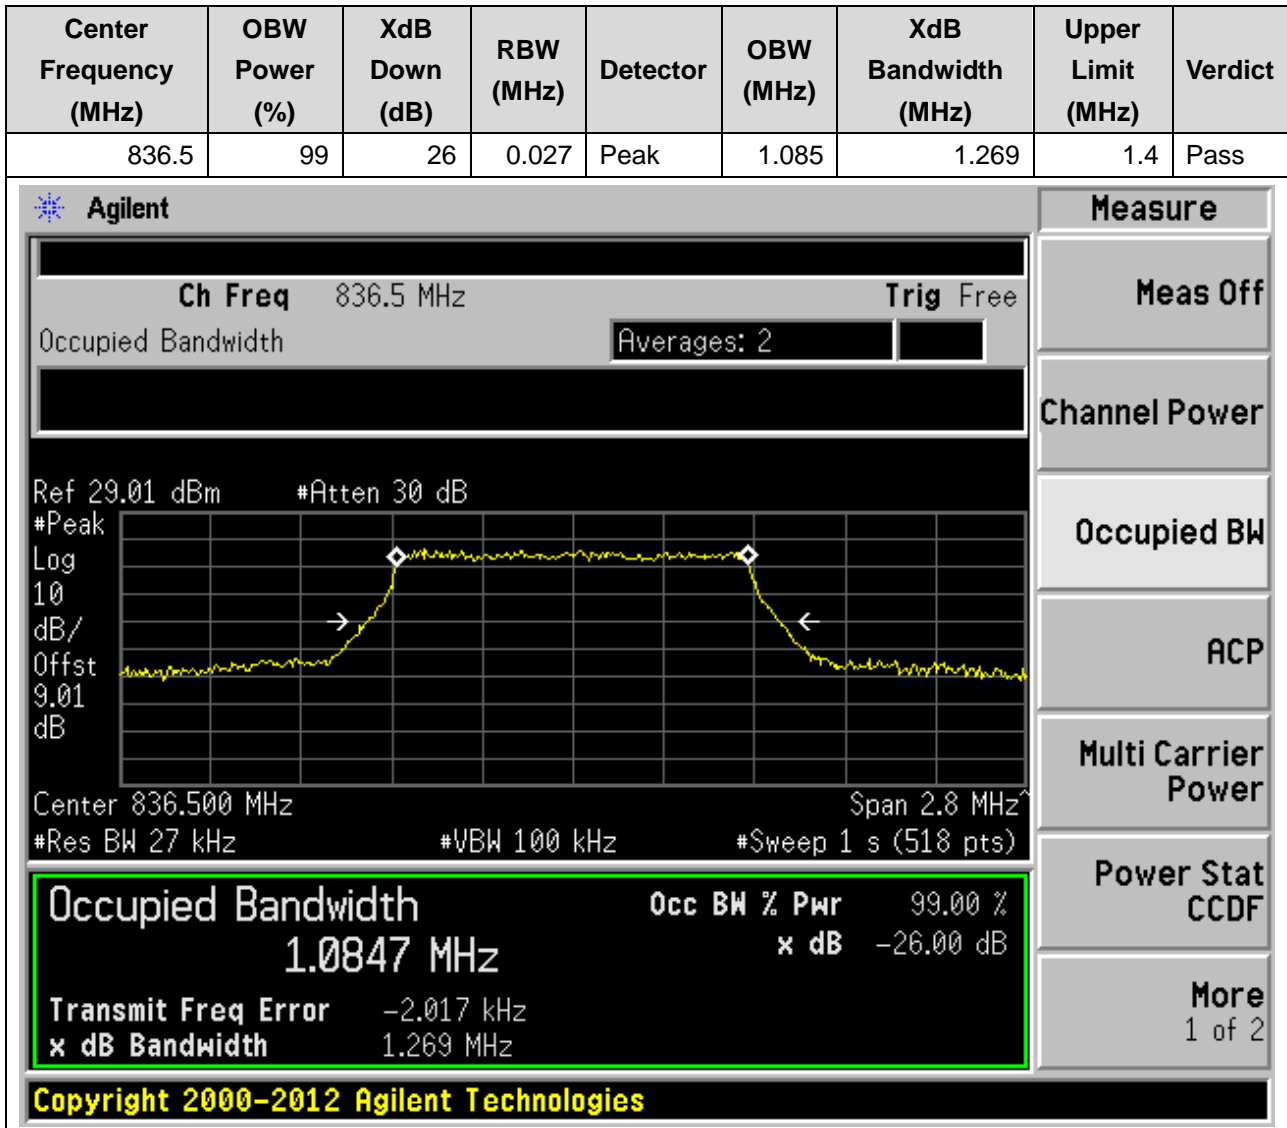 Center Frequency (MHz) OBW Power (%) XdB Down (dB) RBW (MHz) Detector OBW (MHz) XdB Bandwidth (MHz) Upper Limit (MHz) Verdict
836.5 99 26 0.027 Peak 1.085 1.269 1.4 Pass
Agilent
Measure
Ch Freq 836.5 MHz Trig Free
Meas Off
Occupied Bandwidth Averages: 2
Channel Power
Ref 29.01 dBm #Atten 30 dB
#Peak
Log
10
dB/
Offst
9.01
dB
Occupied BW
ACP
Multi Carrier
Power
Center 836.500 MHz Span 2.8 MHz^
#Res BW 27 kHz #VBW 100 kHz #Sweep 1 s (518 pts)
Power Stat
CCDF
Occupied Bandwidth Occ BW % Pwr 99.00 %
1.0847 MHz x dB -26.00 dB
Transmit Freq Error -2.017 kHz
x dB Bandwidth 1.269 MHz
More
1 of 2
Copyright 2000-2012 Agilent Technologies